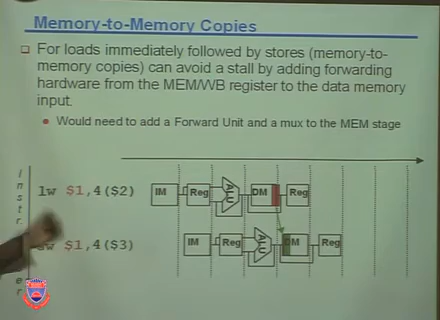 Memory-to-Memory Copies
For loads immediately followed by stores (memory-to-
memory copies) can avoid a stall by adding forwarding
hardware from the MEM/WB register to the data memory
input.
Would need to add a Forward Unit and a mux to the MEM stage
I
n
s
t
r.
lw $1,4($2)
IM Reg ALU DM Reg
$1,4($3)
IM Reg ALU DM Reg
e
r